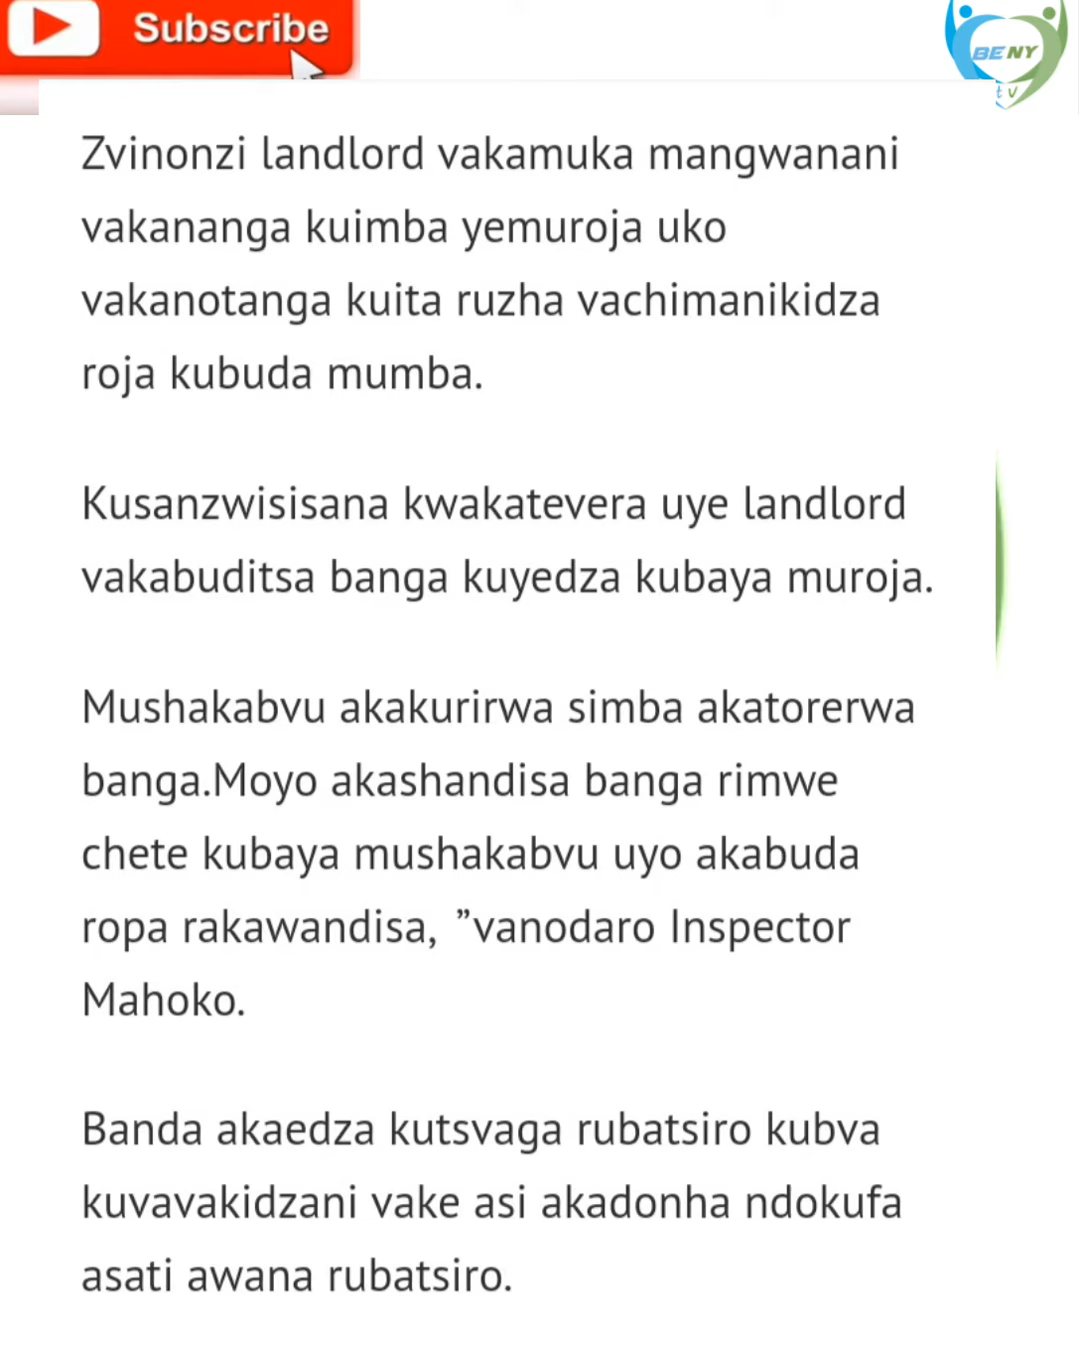 Subscribe
BENY
tv
Zvinonzi landlord vakamuka mangwanani
vakananga kuimba yemuroja uko
vakanotanga kuita ruzha vachimanikidza
roja kubuda mumba.
Kusanzwisisana kwakatevera uye landlord
vakabuditsa banga kuyedza kubaya muroja.
Mushakabvu akakurirwa simba akatorerwa
banga.Moyo akashandisa banga rimwe
chete kubaya mushakabvu uyo akabuda
ropa rakawandisa, ”vanodaro Inspector
Mahoko.
Banda akaedza kutsvaga rubatsiro kubva
kuvavakidzani vake asi akadonha ndokufa
asati awana rubatsiro.